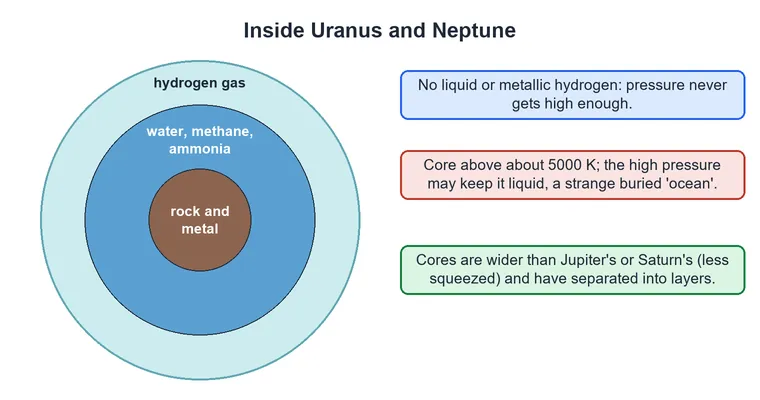 Inside Uranus and Neptune
hydrogen gas
water, methane,
ammonia
rock and
metal
No liquid or metallic hydrogen: pressure never
gets high enough.
Core above about 5000 K; the high pressure
may keep it liquid, a strange buried 'ocean'.
Cores are wider than Jupiter's or Saturn's (less
squeezed) and have separated into layers.